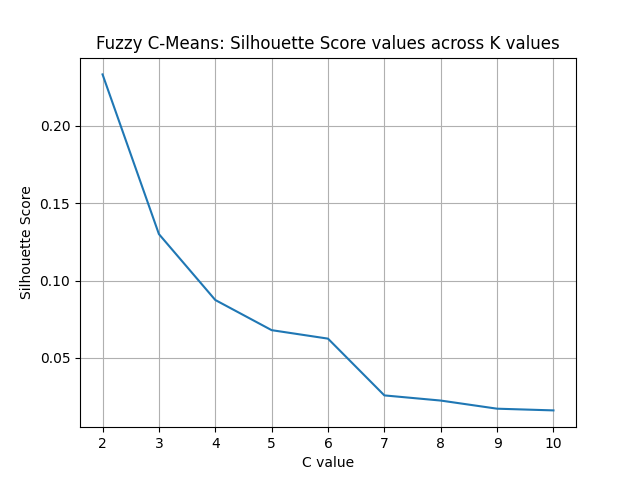 Fuzzy C-Means: Silhouette Score values across K values
0.20
0.15
0.10
0.05
Silhouette Score
2 3 4 5 6 7 8 9 10
C value